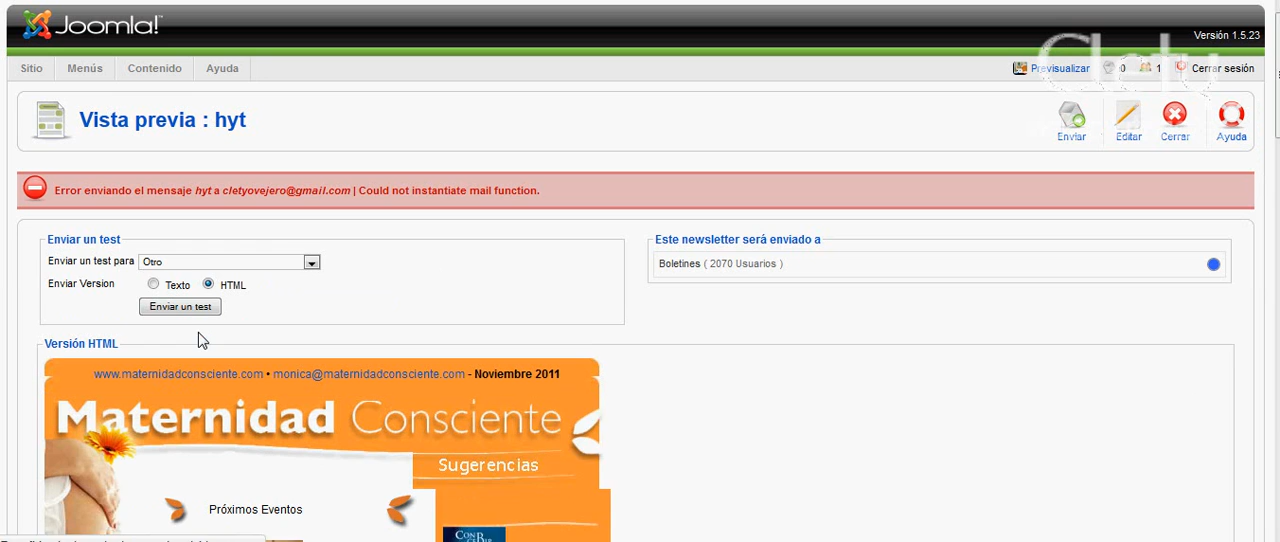 Joomla!™
Versión 1.5.23
Clety
Sitio Menús Contenido Ayuda
Previsualizar 0 1 Cerrar sesión
Vista previa : hyt
Enviar Editar Cerrar Ayuda
Error enviando el mensaje hyt a cletyovejero@gmail.com | Could not instantiate mail function.
Enviar un test
Enviar un test para Otro
Enviar Version Texto HTML
Enviar un test
Este newsletter será enviado a
Boletines ( 2070 Usuarios )
Versión HTML
www.maternidadconsciente.com • monica@maternidadconsciente.com - Noviembre 2011
Maternidad Consciente
Sugerencias
Próximos Eventos
CON